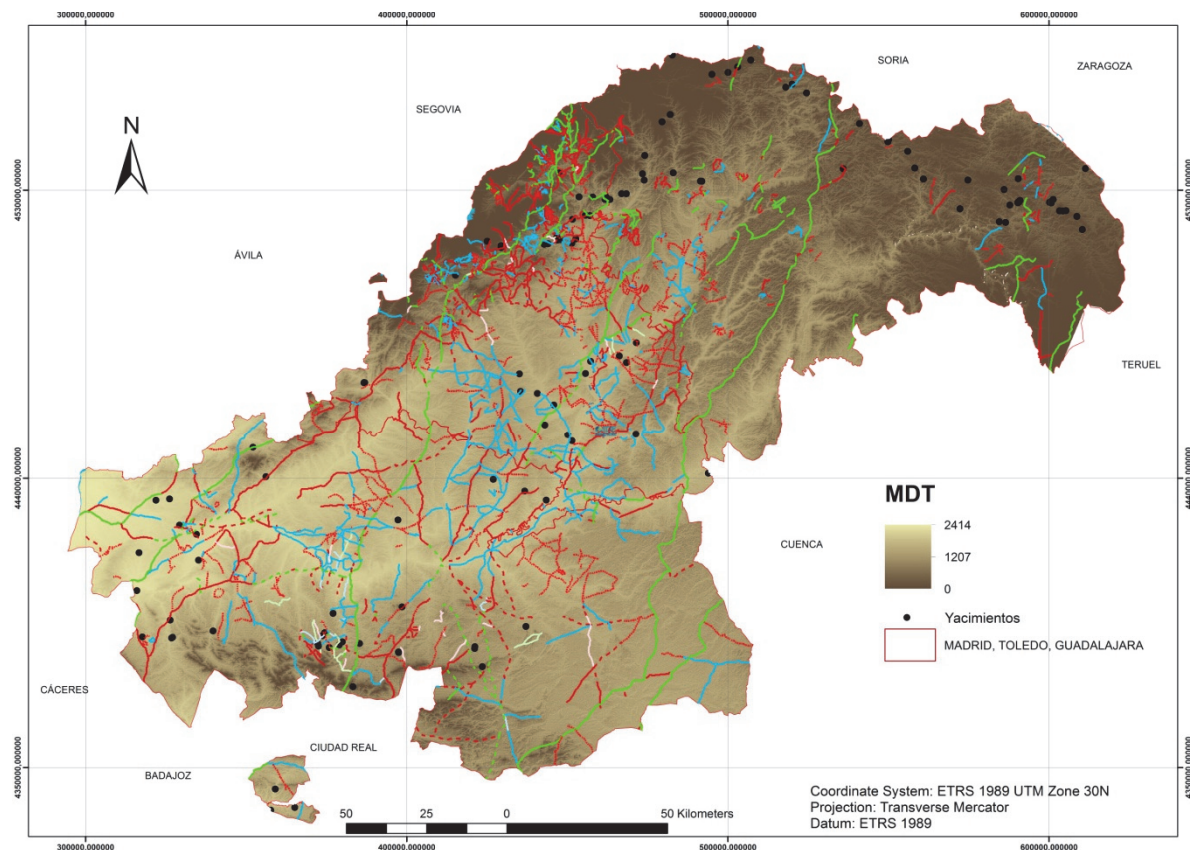 300000,000000 400000,000000 500000,000000 600000,000000
SORIA
ZARAGOZA
SEGOVIA
N
4530000,000000 4530000,000000
ÁVILA
TERUEL
4440000,000000 4440000,000000
MDT
2414
1207
0
CUENCA
Yacimientos
MADRID, TOLEDO, GUADALAJARA
CÁCERES
CIUDAD REAL
BADAJOZ
4350000,000000 4350000,000000
Coordinate System: ETRS 1989 UTM Zone 30N
Projection: Transverse Mercator
Datum: ETRS 1989
50 25 0 50 Kilometers
300000,000000 400000,000000 500000,000000 600000,000000